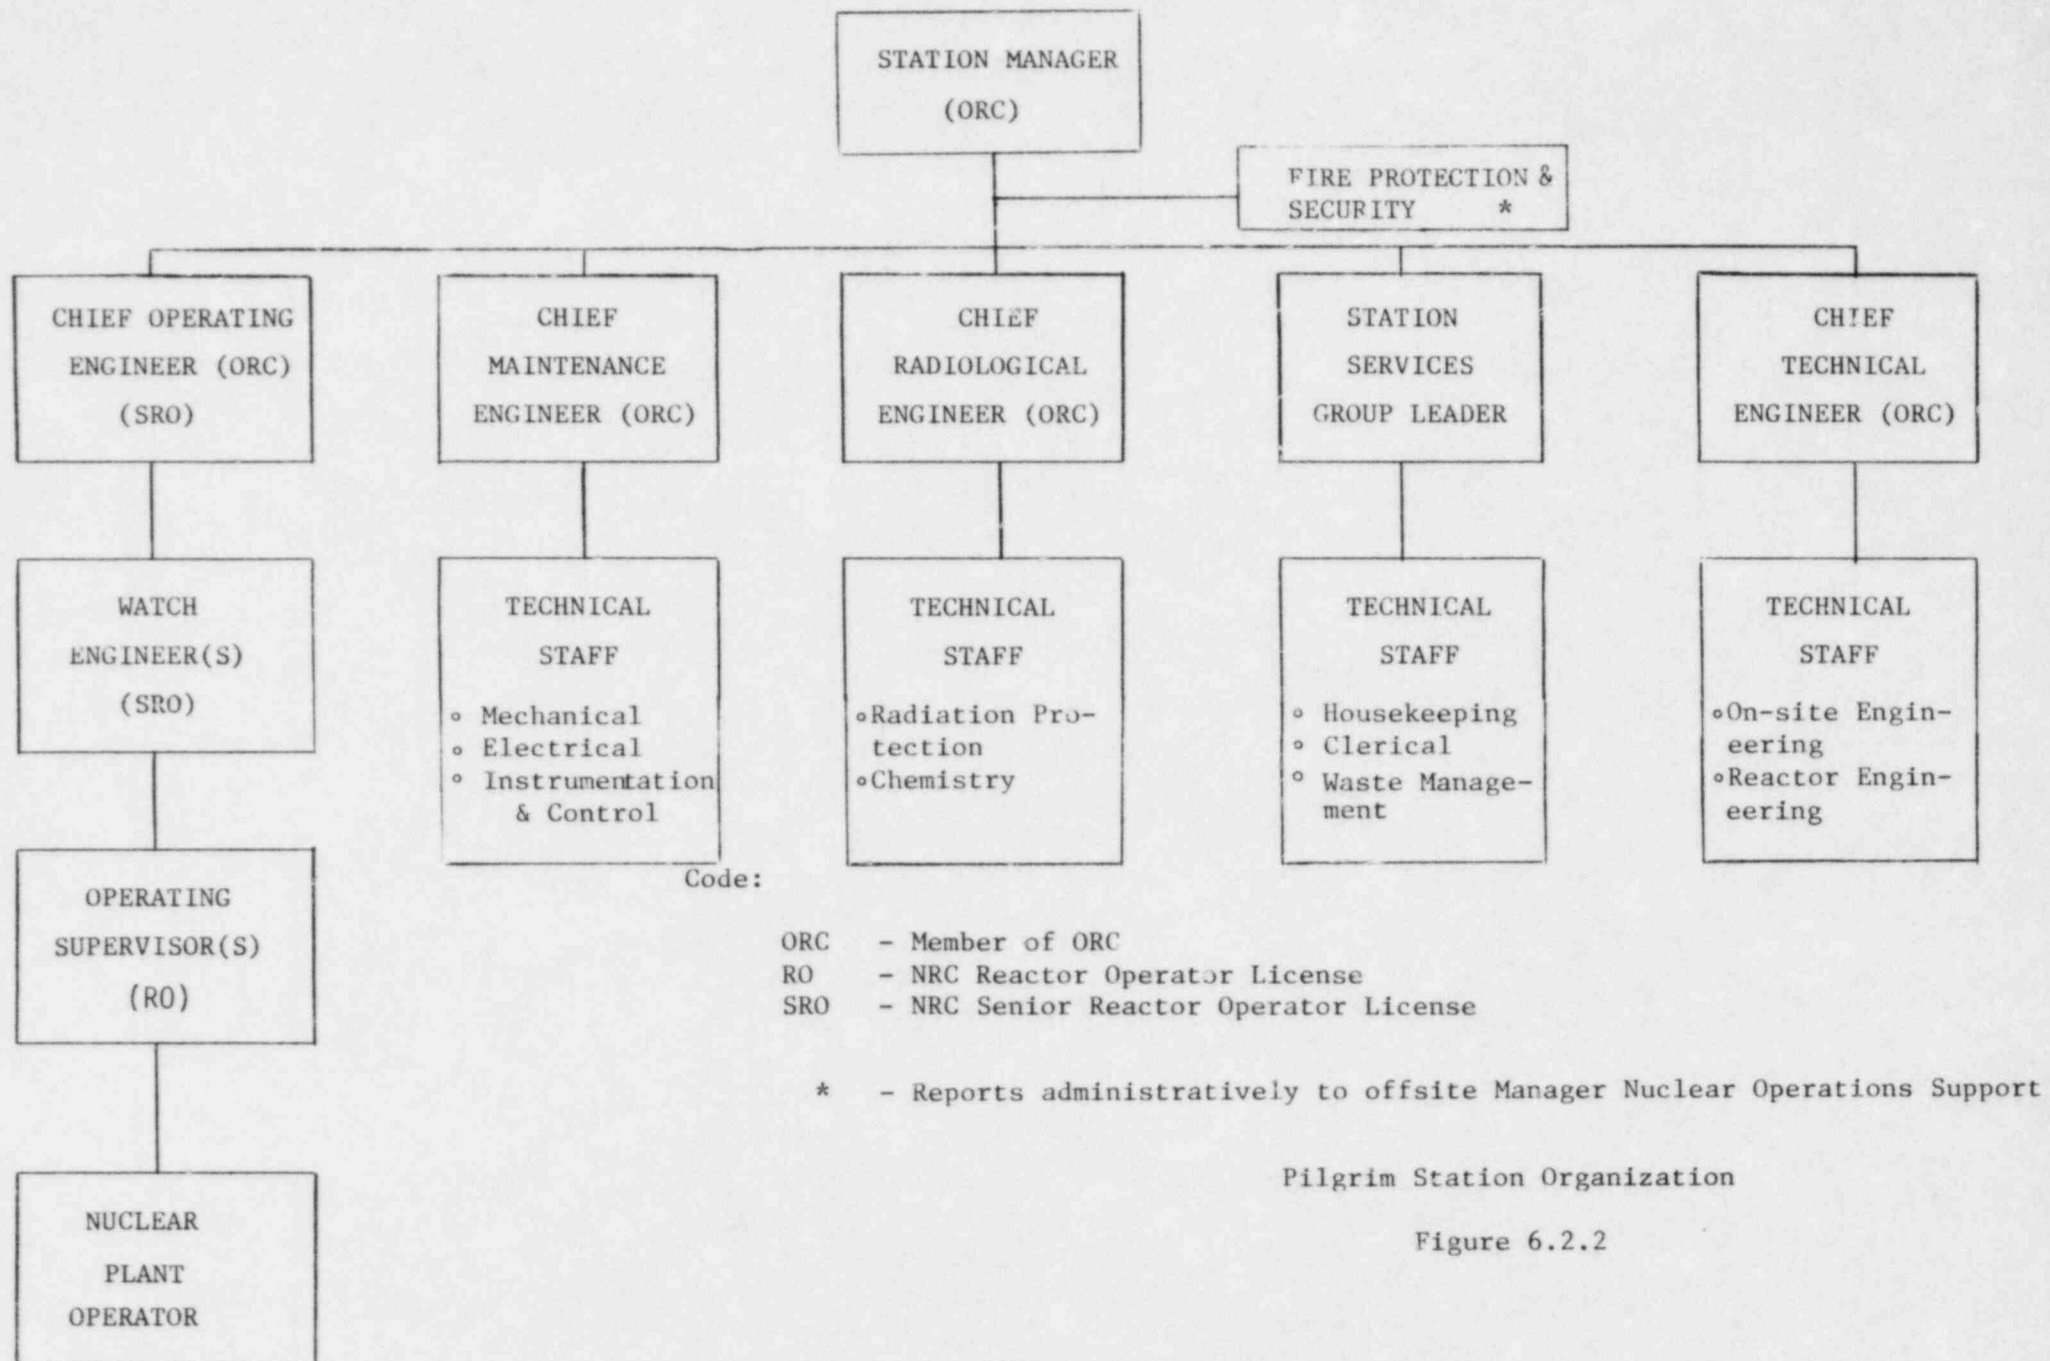 STATION MANAGER
(ORC)
FIRE PROTECTION &
SECURITY *
CHIEF OPERATING
ENGINEER (ORC)
(SRO)
CHIEF
MAINTENANCE
ENGINEER (ORC)
CHIEF
RADIOLOGICAL
ENGINEER (ORC)
STATION
SERVICES
GROUP LEADER
CHIEF
TECHNICAL
ENGINEER (ORC)
WATCH
ENGINEER(S)
(SRO)
TECHNICAL
STAFF
° Mechanical
° Electrical
° Instrumentation
& Control
TECHNICAL
STAFF
°Radiation Pro-
tection
°Chemistry
TECHNICAL
STAFF
° Housekeeping
° Clerical
° Waste Manage-
ment
TECHNICAL
STAFF
°On-site Engin-
eering
°Reactor Engin-
eering
OPERATING
SUPERVISOR(S)
(RO)
NUCLEAR
PLANT
OPERATOR
Code:
ORC - Member of ORC
RO - NRC Reactor Operator License
SRO - NRC Senior Reactor Operator License
* - Reports administratively to offsite Manager Nuclear Operations Support
Pilgrim Station Organization
Figure 6.2.2